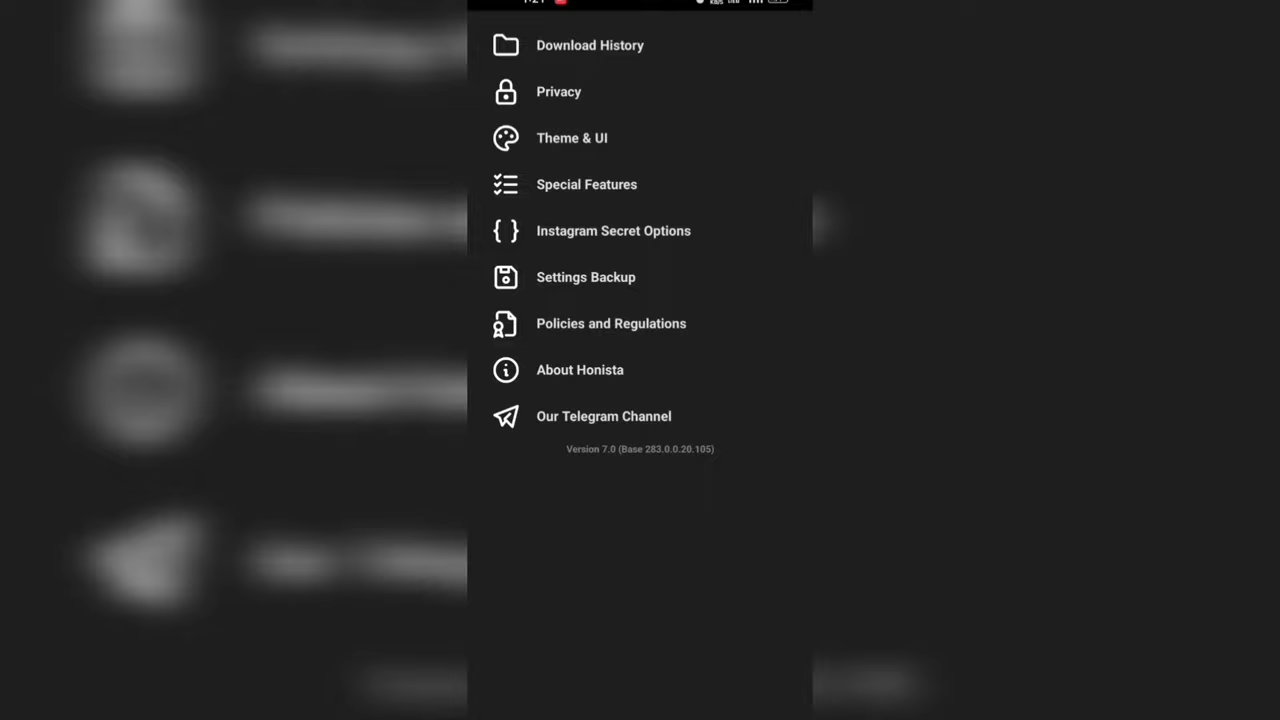 Download History
Privacy
Theme & UI
Special Features
Instagram Secret Options
Settings Backup
Policies and Regulations
About Honista
Our Telegram Channel
Version 7.0 (Base 283.0.0.20.105)